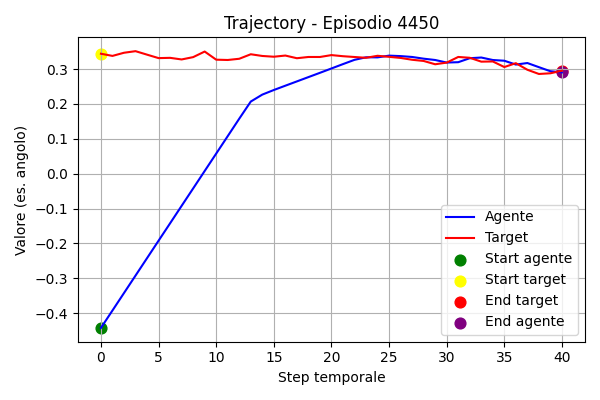 Trajectory - Episodio 4450
Valore (es. angolo)
0.3
0.2
0.1
0.0
−0.1
−0.2
−0.3
−0.4
Agente
Target
Start agente
Start target
End target
End agente
0 5 10 15 20 25 30 35 40
Step temporale